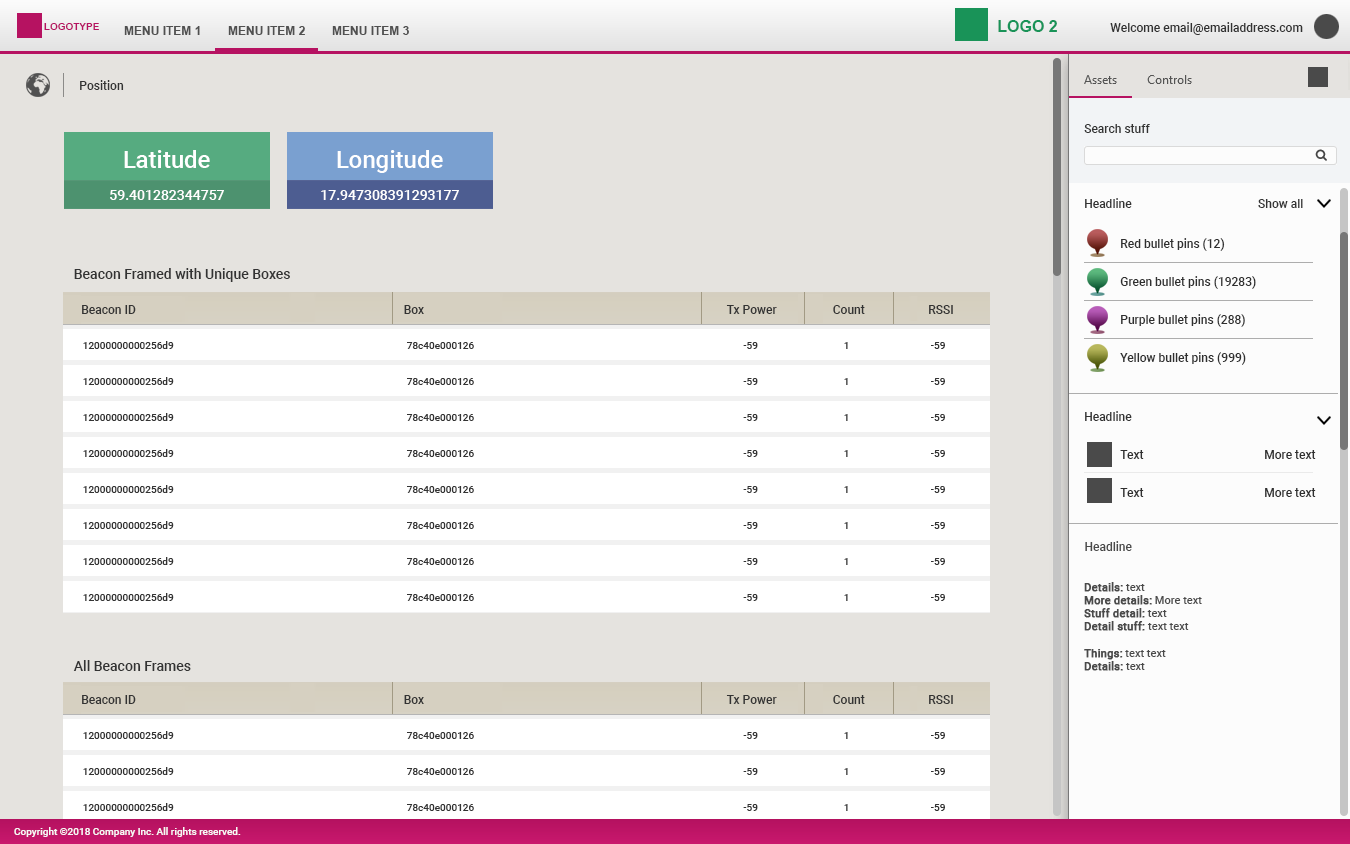 LOGOTYPE MENU ITEM 1 MENU ITEM 2 MENU ITEM 3 LOGO 2 Welcome email@emailaddress.com
Position
Latitude Longitude
59.401282344757 17.947308391293177
Beacon Framed with Unique Boxes
Beacon ID Box Tx Power Count RSSI
12000000000256d9 78c40e000126 -59 1 -59
12000000000256d9 78c40e000126 -59 1 -59
12000000000256d9 78c40e000126 -59 1 -59
12000000000256d9 78c40e000126 -59 1 -59
12000000000256d9 78c40e000126 -59 1 -59
12000000000256d9 78c40e000126 -59 1 -59
12000000000256d9 78c40e000126 -59 1 -59
12000000000256d9 78c40e000126 -59 1 -59
All Beacon Frames
Beacon ID Box Tx Power Count RSSI
12000000000256d9 78c40e000126 -59 1 -59
12000000000256d9 78c40e000126 -59 1 -59
12000000000256d9 78c40e000126 -59 1 -59
Assets Controls
Search stuff
Headline Show all
Red bullet pins (12)
Green bullet pins (19283)
Purple bullet pins (288)
Yellow bullet pins (999)
Headline
Text More text
Text More text
Headline
Details: text
More details: More text
Stuff detail: text
Detail stuff: text text
Things: text text
Details: text
Copyright ©2018 Company Inc. All rights reserved.